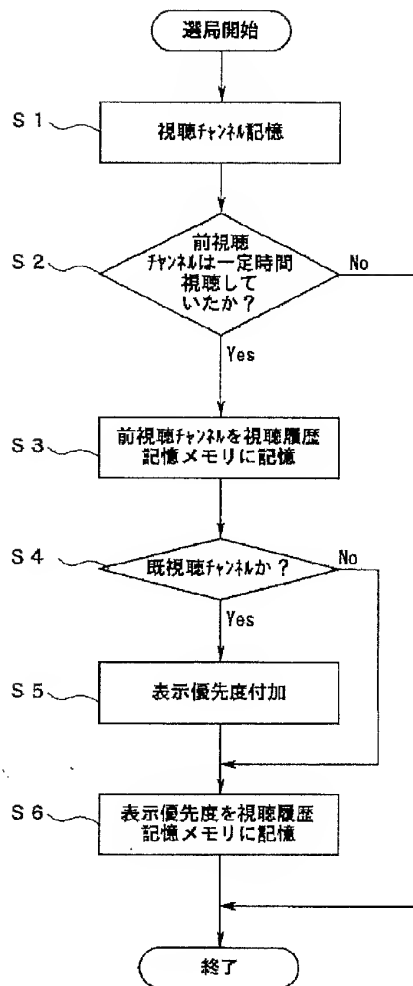 選局開始
S1
視聴ﾁｬﾝﾈﾙ記憶
S2
前視聴
ﾁｬﾝﾈﾙは一定時間
視聴して
いたか?
No
Yes
S3
前視聴ﾁｬﾝﾈﾙを視聴履歴
記憶メモリに記憶
S4
既視聴ﾁｬﾝﾈﾙか?
No
Yes
S5
表示優先度付加
S6
表示優先度を視聴履歴
記憶メモリに記憶
終了